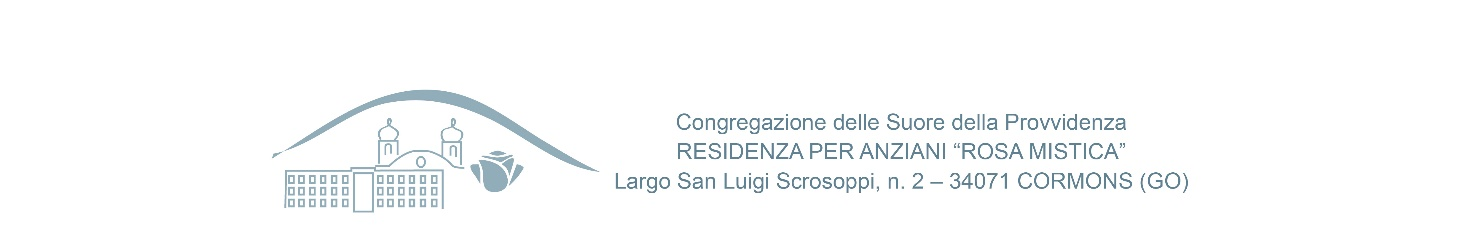 Congregazione delle Suore della Provvidenza
RESIDENZA PER ANZIANI “ROSA MISTICA”
Largo San Luigi Scrosoppi, n. 2 – 34071 CORMONS (GO)